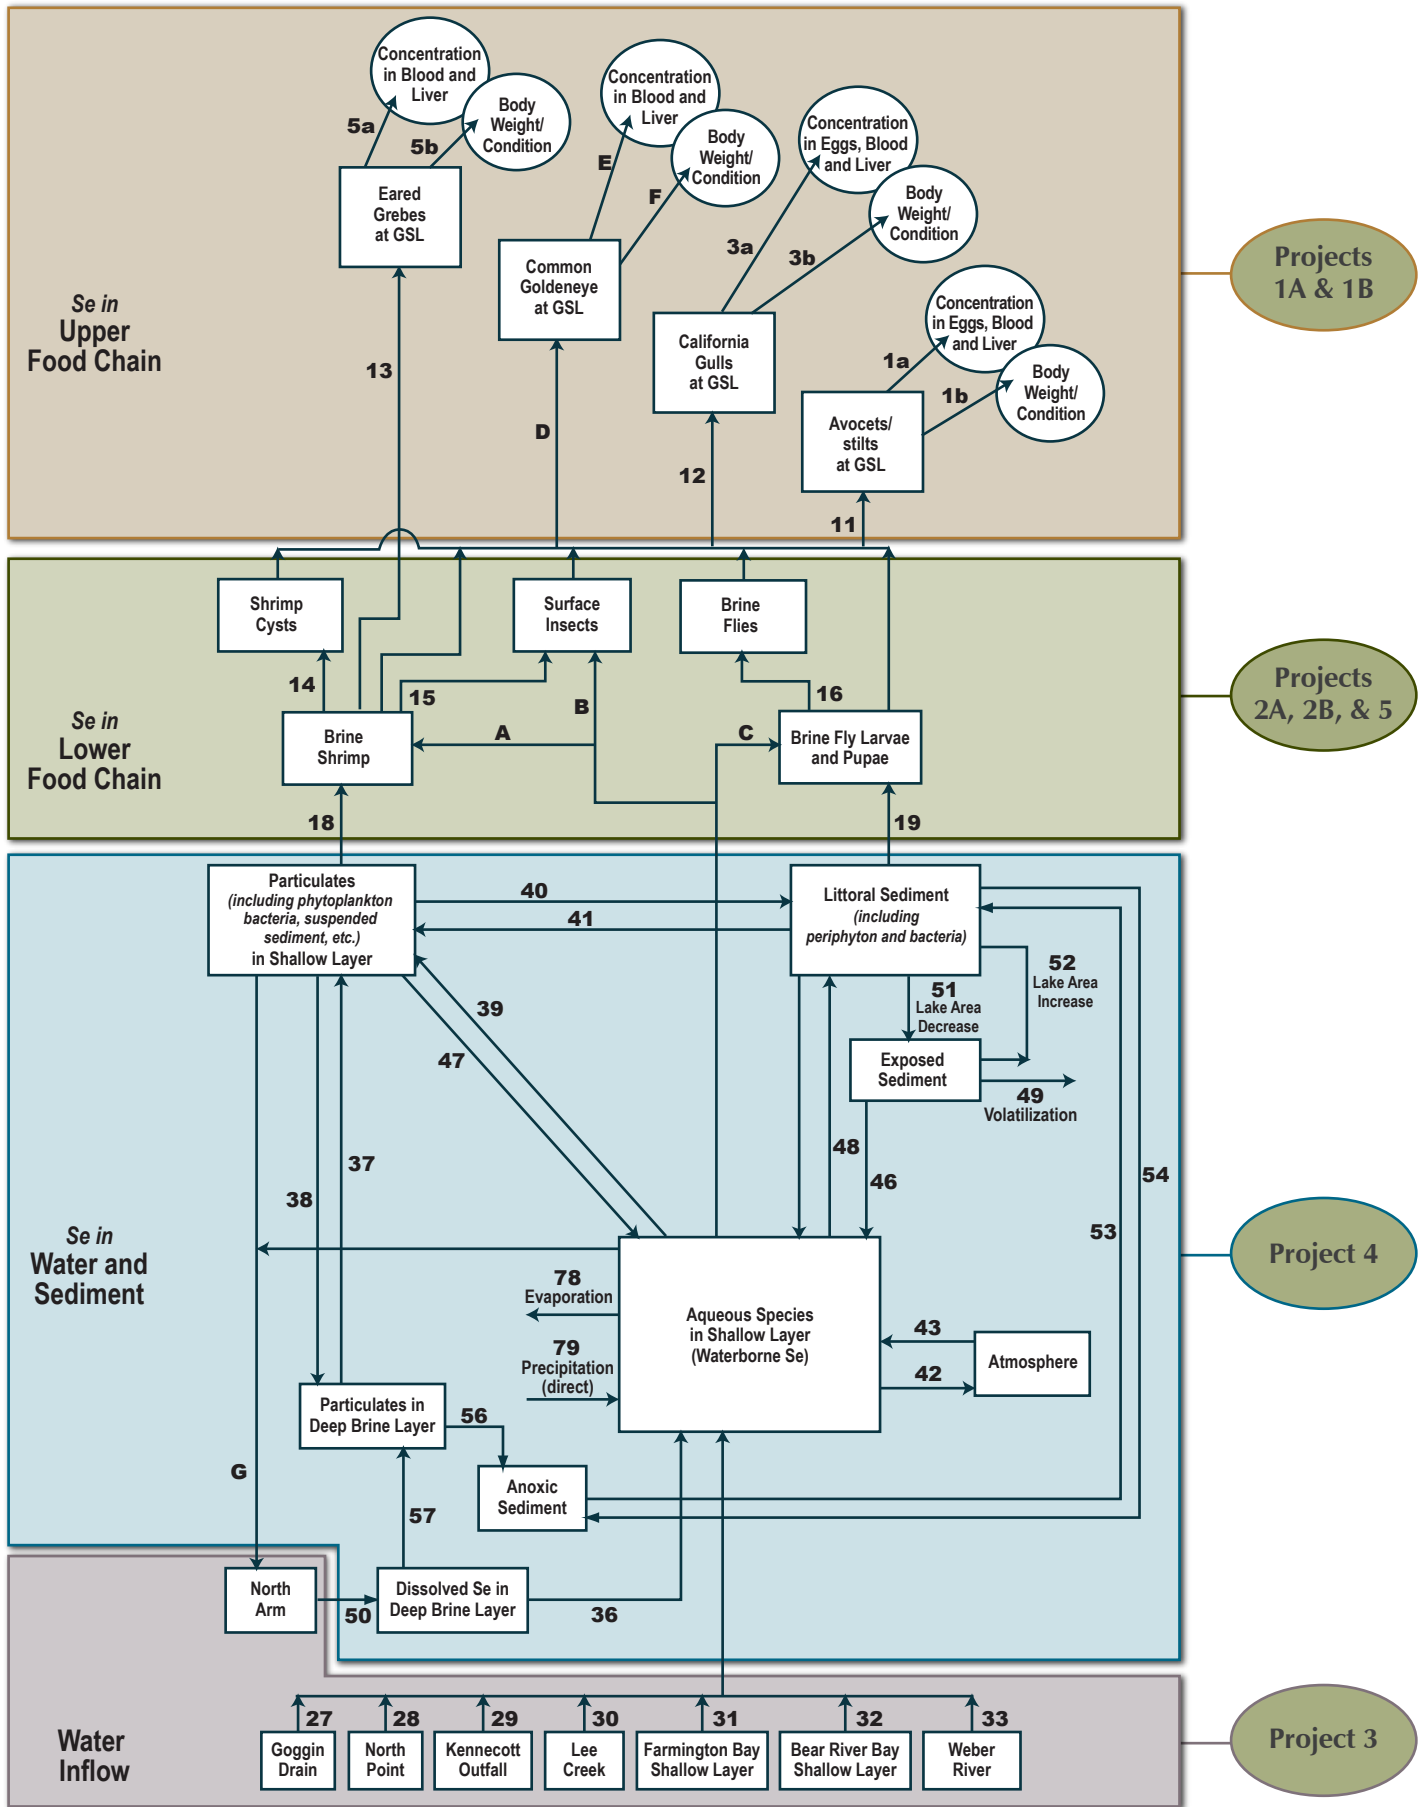 Concentration
in Blood and
Liver
Body
Weight/
Condition
5a
5b
Eared
Grebes
at GSL
Concentration
in Blood and
Liver
Body
Weight/
Condition
E
F
Common
Goldeneye
at GSL
Concentration
in Eggs, Blood
and Liver
Body
Weight/
Condition
3a
3b
California
Gulls
at GSL
Concentration
in Eggs, Blood
and Liver
Body
Weight/
Condition
1a
1b
Avocets/
stilts
at GSL
Se in
Upper
Food Chain
13
D
12
11
Projects
1A & 1B
Shrimp
Cysts
Surface
Insects
Brine
Flies
14
15
B
16
Se in
Lower
Food Chain
Brine
Shrimp
A
C
Brine Fly Larvae
and Pupae
18
19
Projects
2A, 2B, & 5
Particulates
(including phytoplankton
bacteria, suspended
sediment, etc.)
in Shallow Layer
40
41
Littoral Sediment
(including
periphyton and bacteria)
39
47
51
Lake Area
Decrease
52
Lake Area
Increase
Exposed
Sediment
49
Volatilization
37
38
48
46
54
53
Se in
Water and
Sediment
78
Evaporation
79
Precipitation
(direct)
Aqueous Species
in Shallow Layer
(Waterborne Se)
43
42
Atmosphere
Project 4
Particulates in
Deep Brine Layer
56
G
Anoxic
Sediment
57
North
Arm
50
Dissolved Se in
Deep Brine Layer
36
Water
Inflow
27
28
29
30
31
32
33
Goggin
Drain
North
Point
Kennecott
Outfall
Lee
Creek
Farmington Bay
Shallow Layer
Bear River Bay
Shallow Layer
Weber
River
Project 3